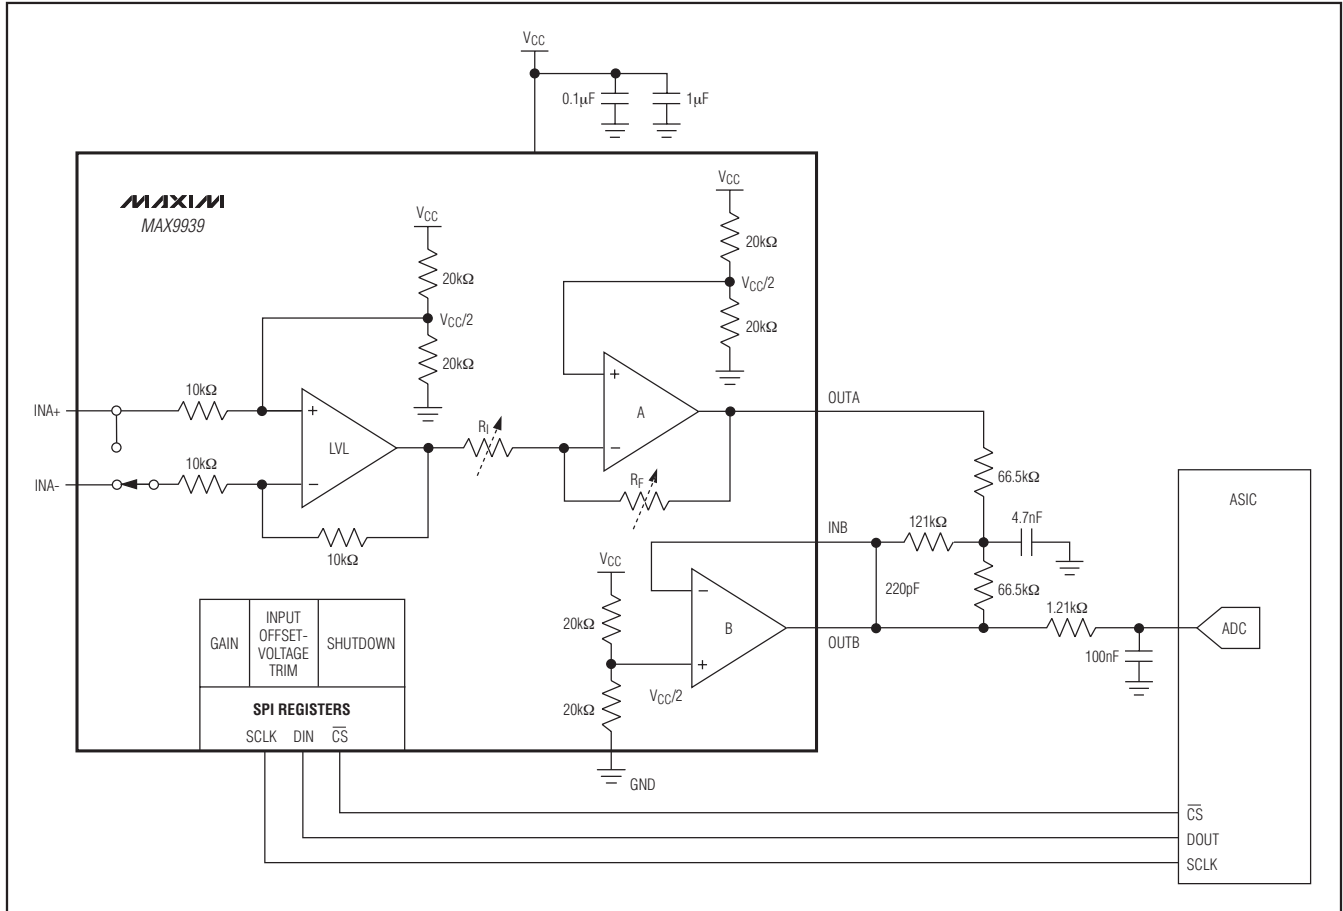 VCC
0.1µF
1µF
MAXIM
MAX9939
VCC
20kΩ
VCC/2
20kΩ
VCC
20kΩ
VCC/2
20kΩ
INA+
10kΩ
+
LVL
−
INA-
10kΩ
10kΩ
RI
+
A
−
RF
OUTA
66.5kΩ
ASIC
INB
121kΩ
4.7nF
220pF
66.5kΩ
VCC
20kΩ
−
B
+
OUTB
1.21kΩ
ADC
100nF
VCC/2
20kΩ
GND
GAIN
INPUT
OFFSET-
VOLTAGE
TRIM
SHUTDOWN
SPI REGISTERS
SCLK DIN CS
CS
DOUT
SCLK